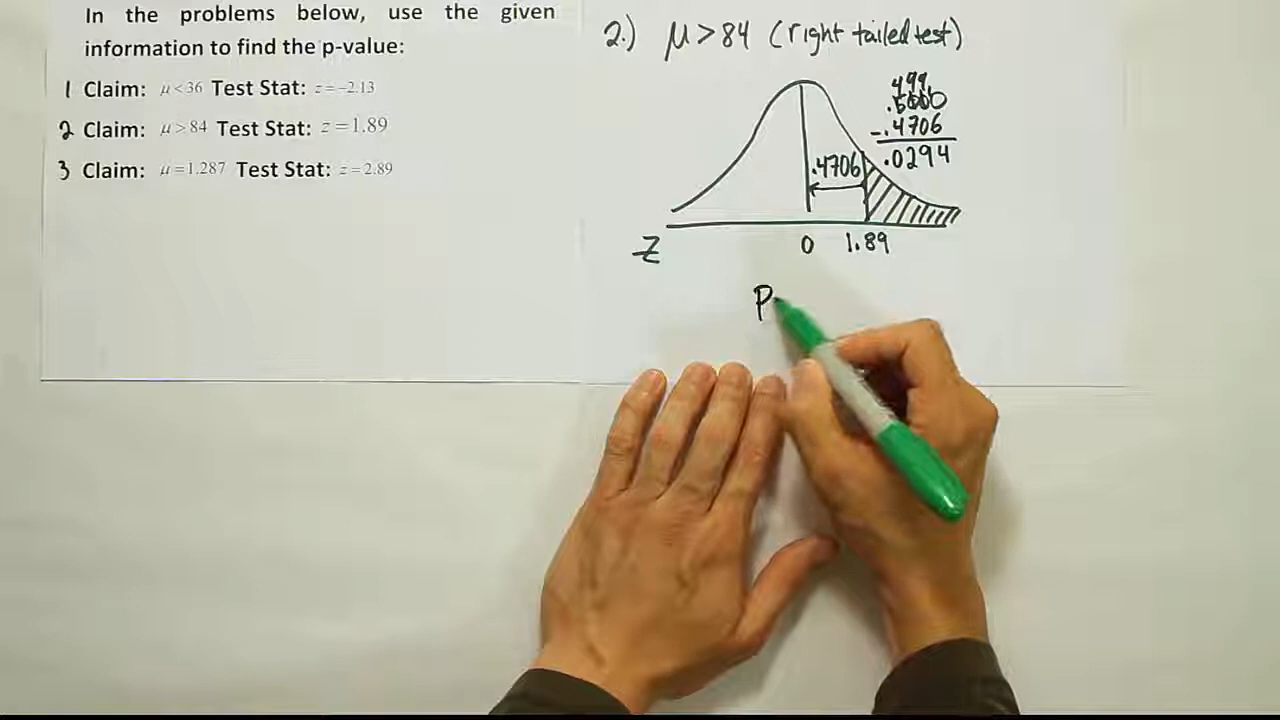 In the problems below, use the given
information to find the p-value:
1 Claim: μ<36 Test Stat: z=-2.13
2 Claim: μ>84 Test Stat: z=1.89
3 Claim: μ=1.287 Test Stat: z=2.89
2.) μ>84 (right tailed test)
499
.5000
-.4706
.0294
.4706
Z 0 1.89
P